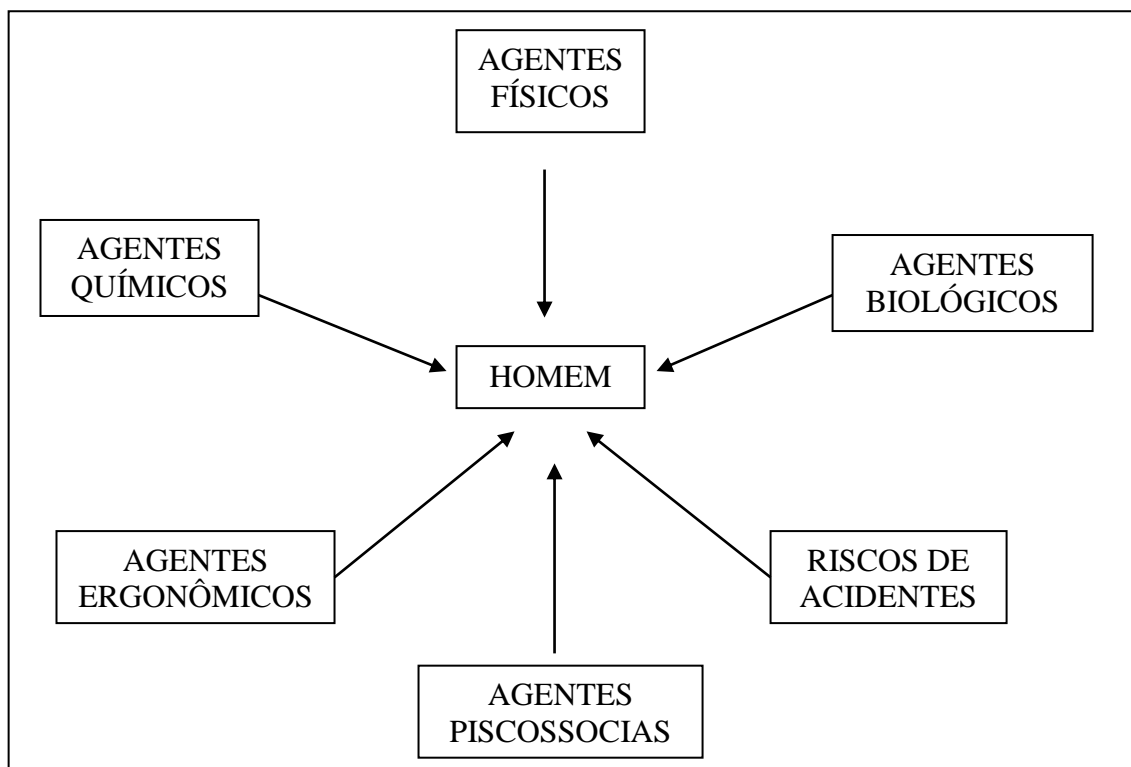 AGENTES
FÍSICOS
AGENTES
QUÍMICOS
AGENTES
BIOLÓGICOS
HOMEM
AGENTES
ERGONÔMICOS
RISCOS DE
ACIDENTES
AGENTES
PISCOSSOCIAS